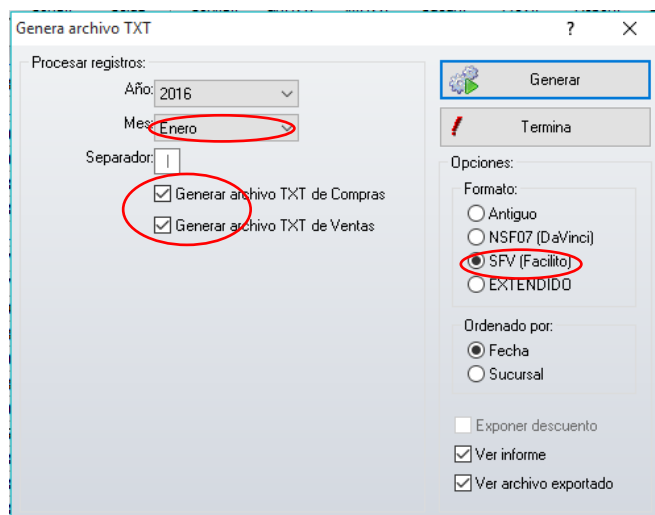 Genera archivo TXT
? X
Procesar registros:
Año: 2016
Mes: Enero
Separador: |
Generar archivo TXT de Compras
Generar archivo TXT de Ventas
Generar
Termina
Opciones:
Formato:
Antiguo
NSF07 (DaVinci)
SFV (Facilito)
EXTENDIDO
Ordenado por:
Fecha
Sucursal
Exponer descuento
Ver informe
Ver archivo exportado